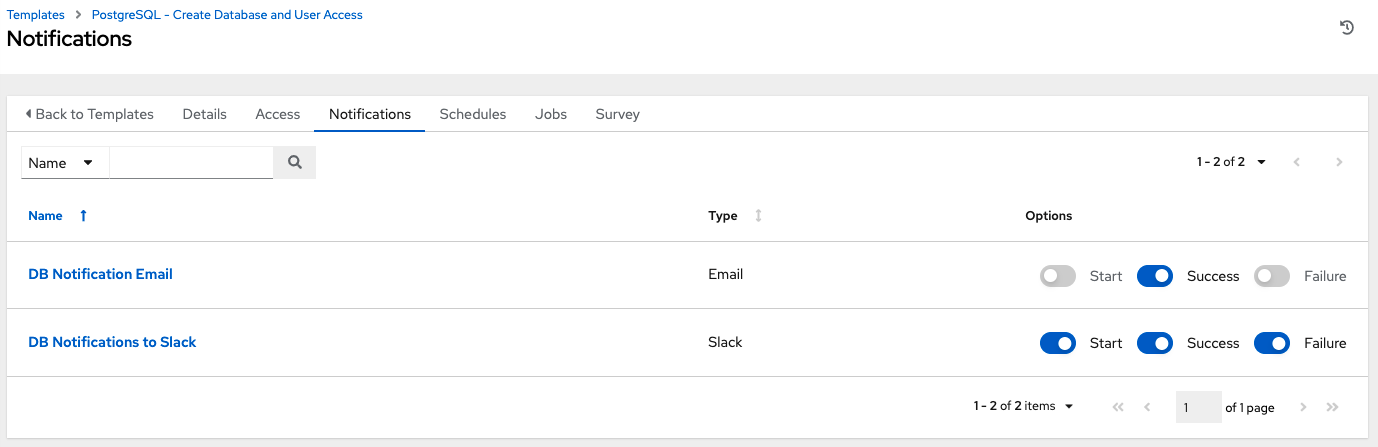 Templates > PostgreSQL - Create Database and User Access
Notifications
Back to Templates Details Access Notifications Schedules Jobs Survey
Name 1 - 2 of 2
Name Type Options
DB Notification Email Email Start Success Failure
DB Notifications to Slack Slack Start Success Failure
1 - 2 of 2 items 1 of 1 page